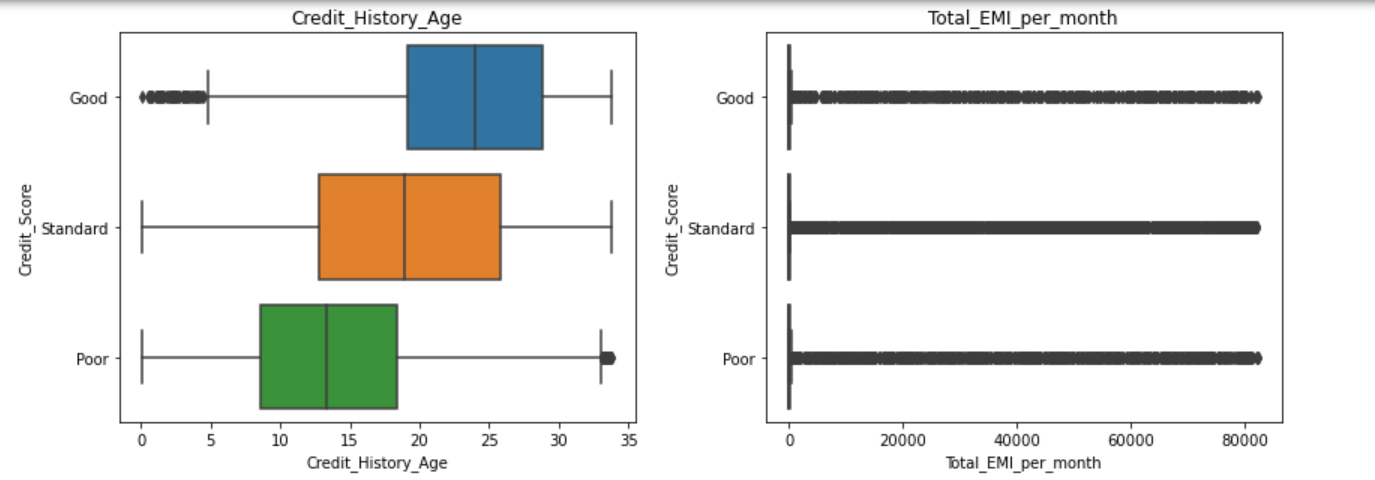 Credit_History_Age
Good
Standard
Poor
Credit_Score
0 5 10 15 20 25 30 35
Credit_History_Age
Total_EMI_per_month
Good
Standard
Poor
Credit_Score
0 20000 40000 60000 80000
Total_EMI_per_month